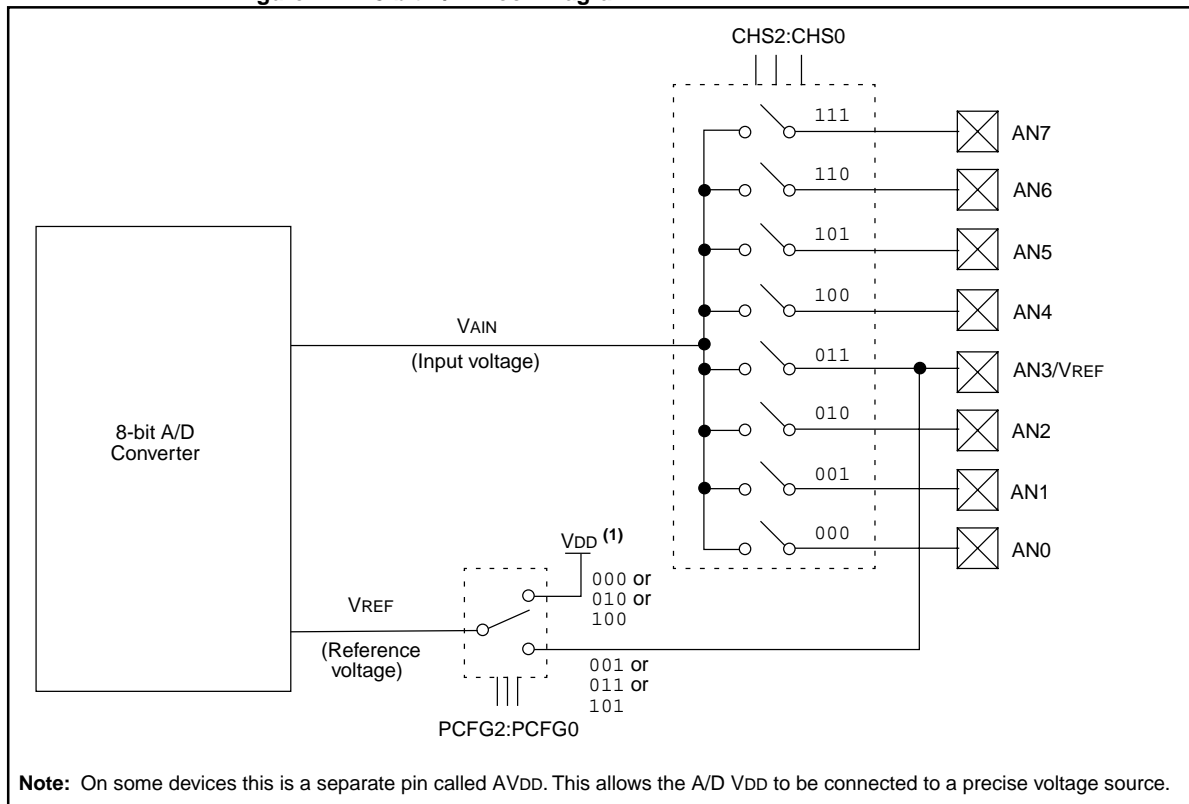 CHS2:CHS0
111
AN7
110
AN6
101
AN5
100
AN4
VAIN
(Input voltage)
011
AN3/VREF
8-bit A/D
Converter
010
AN2
001
AN1
000
AN0
VDD (1)
000 or
010 or
100
VREF
(Reference
voltage)
001 or
011 or
101
PCFG2:PCFG0
Note: On some devices this is a separate pin called AVDD. This allows the A/D VDD to be connected to a precise voltage source.